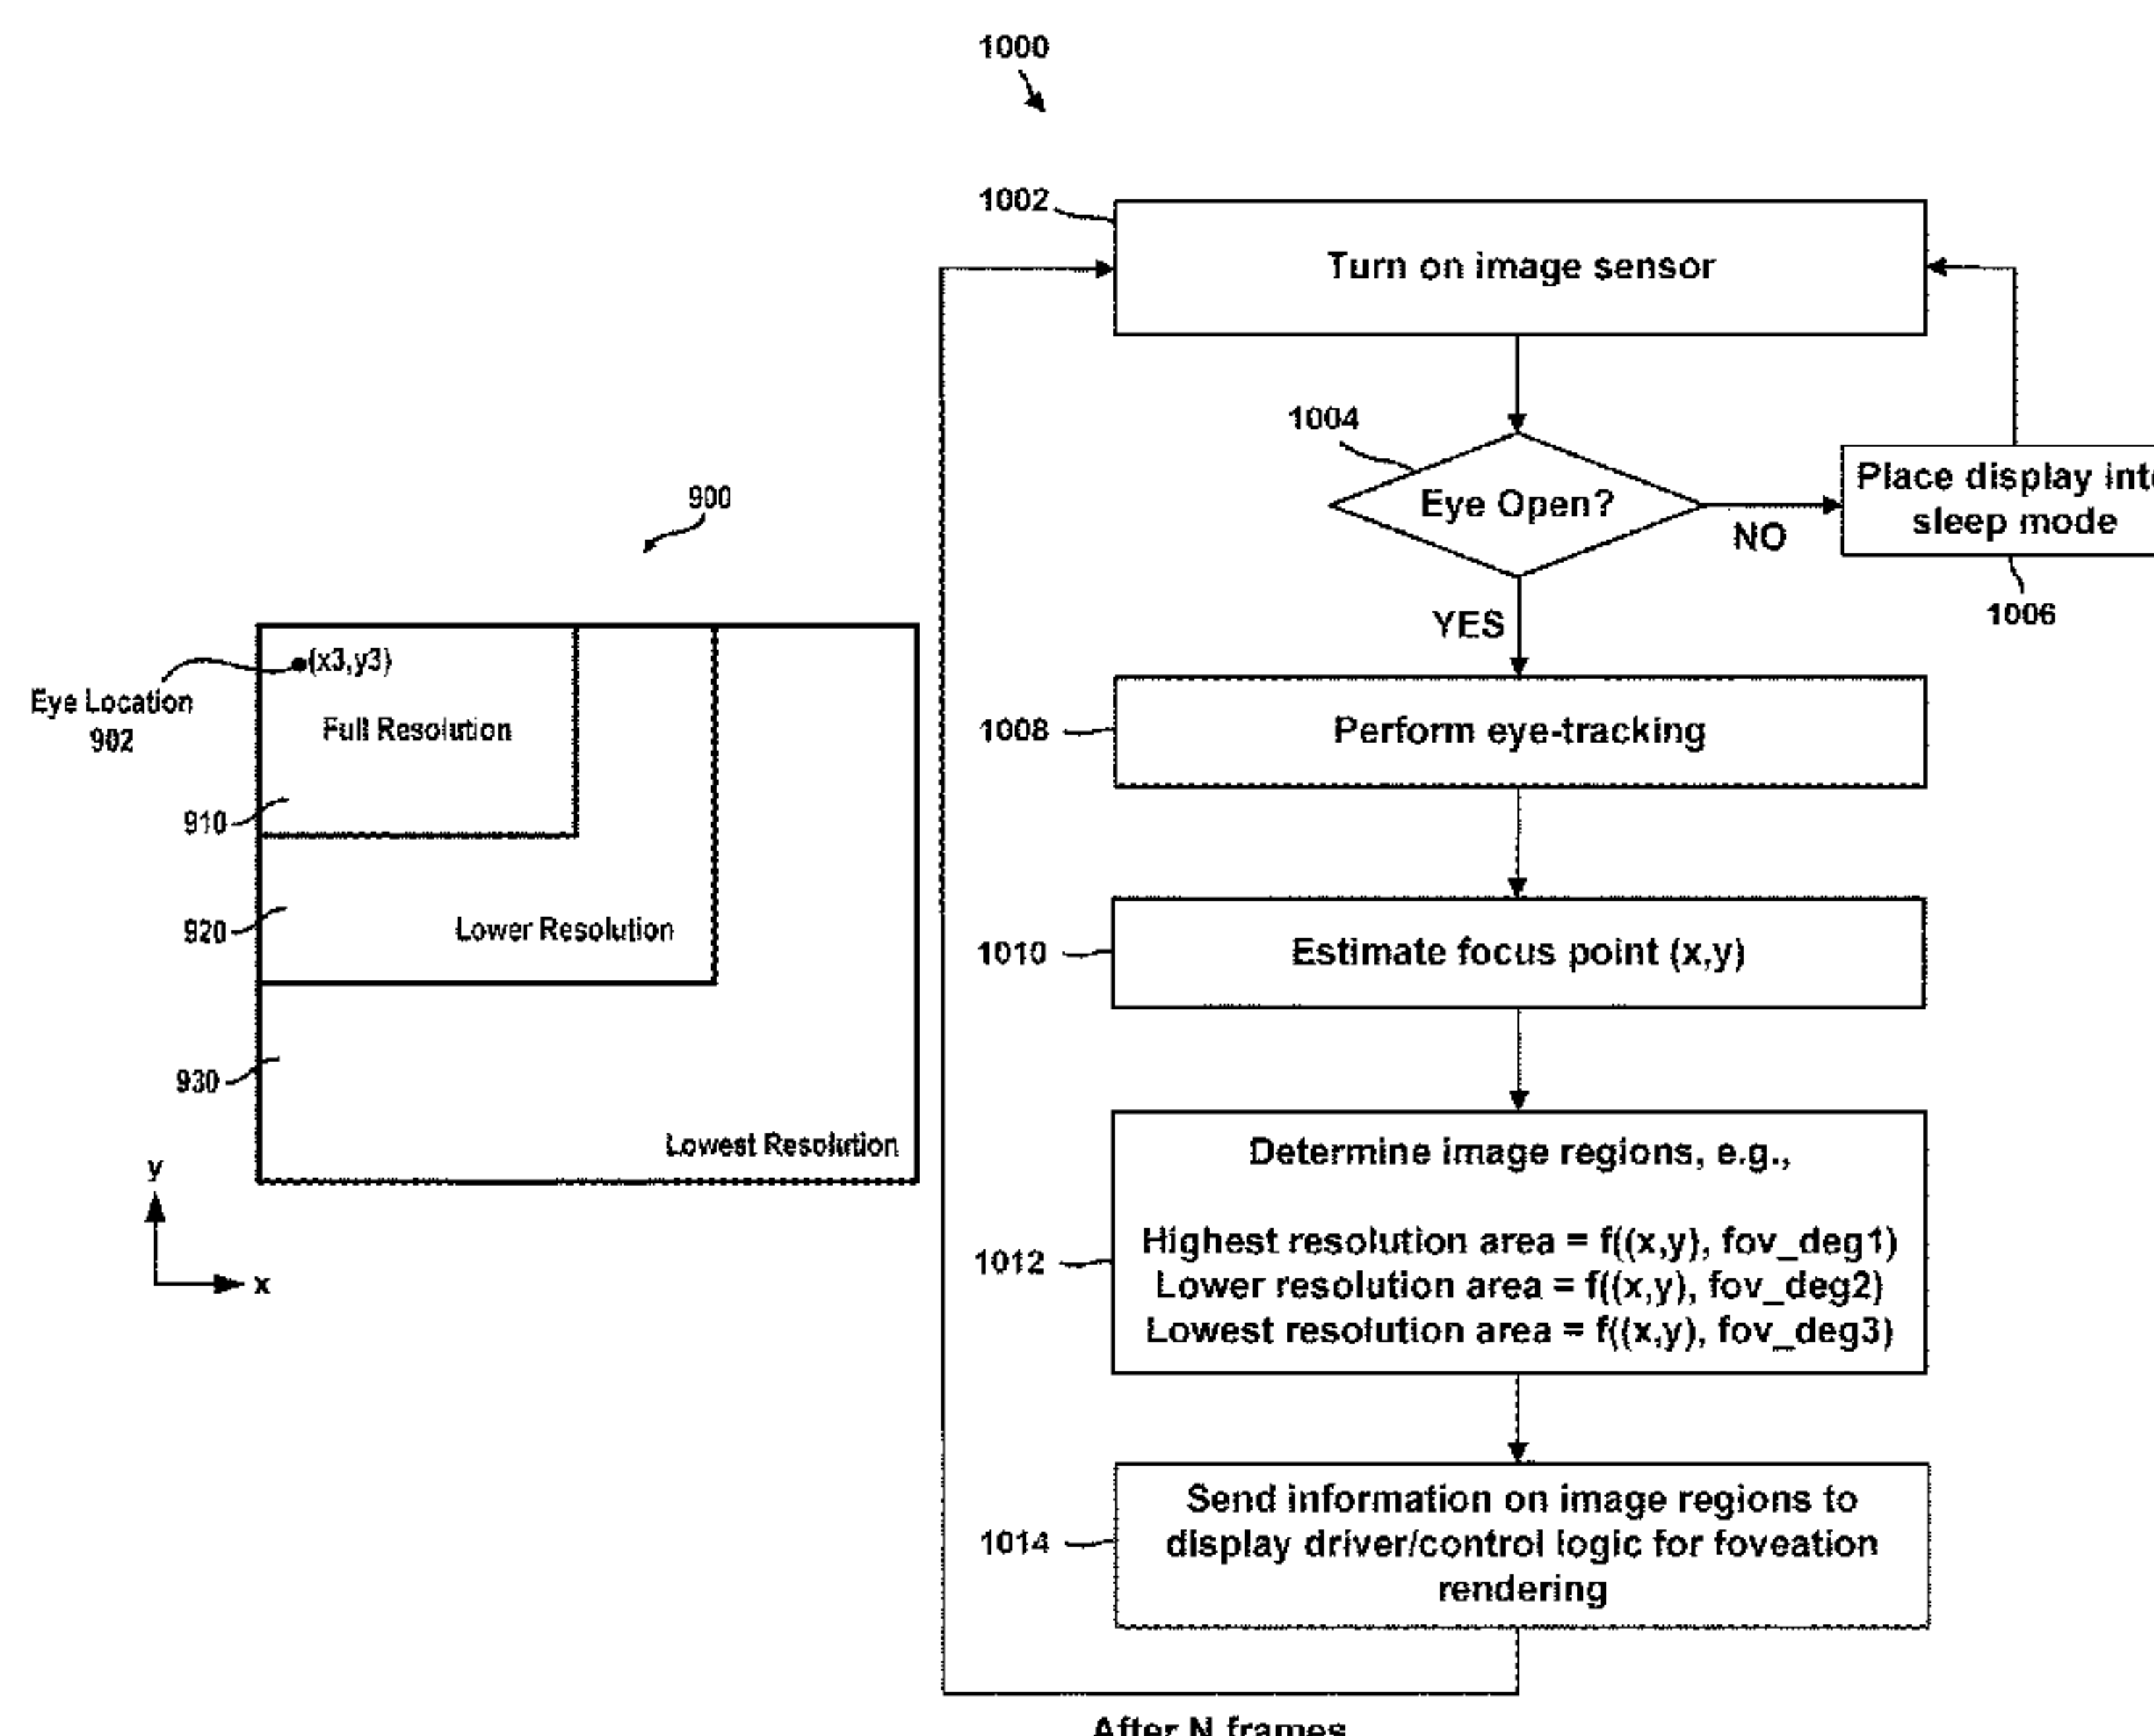 1000
1002
Turn on image sensor
1004
Eye Open?
NO
Place display into
sleep mode
1006
YES
1008
Perform eye-tracking
1010
Estimate focus point (x,y)
1012
Determine image regions, e.g.,
Highest resolution area = f((x,y), fov_deg1)
Lower resolution area = f((x,y), fov_deg2)
Lowest resolution area = f((x,y), fov_deg3)
1014
Send information on image regions to
display driver/control logic for foveation
rendering
After N frames
900
(x3,y3)
Eye Location
902
Full Resolution
910
920
Lower Resolution
930
Lowest Resolution
y
x